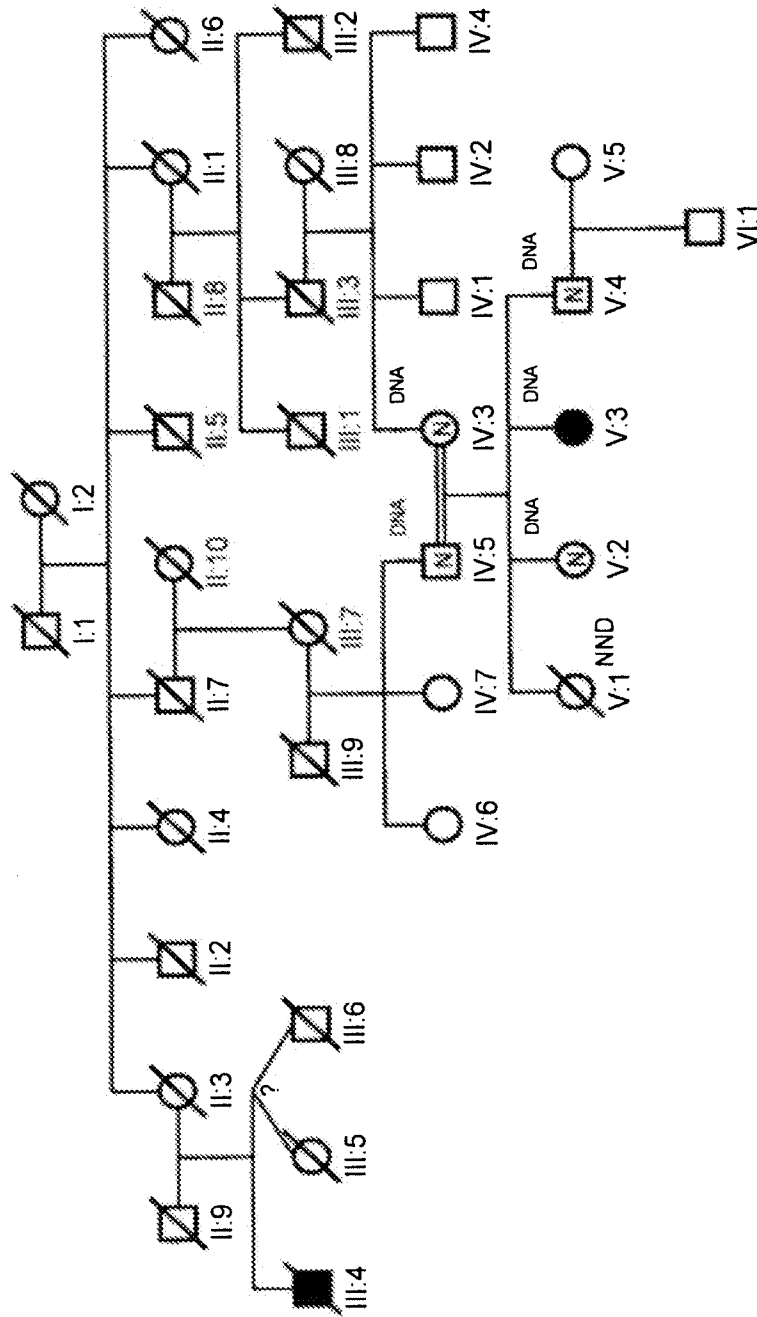 I:1 I:2
II:9 II:3 II:2 II:4 II:7 II:10 II:5 II:8 II:1 II:6
III:4 III:5 ? III:6 III:9 III:7 III:1 III:3 III:8 III:2
DNA DNA
N N
IV:6 IV:7 IV:5 IV:3 IV:1 IV:2 IV:4
NND DNA DNA DNA
N N
V:1 V:2 V:3 V:4 V:5
VI:1